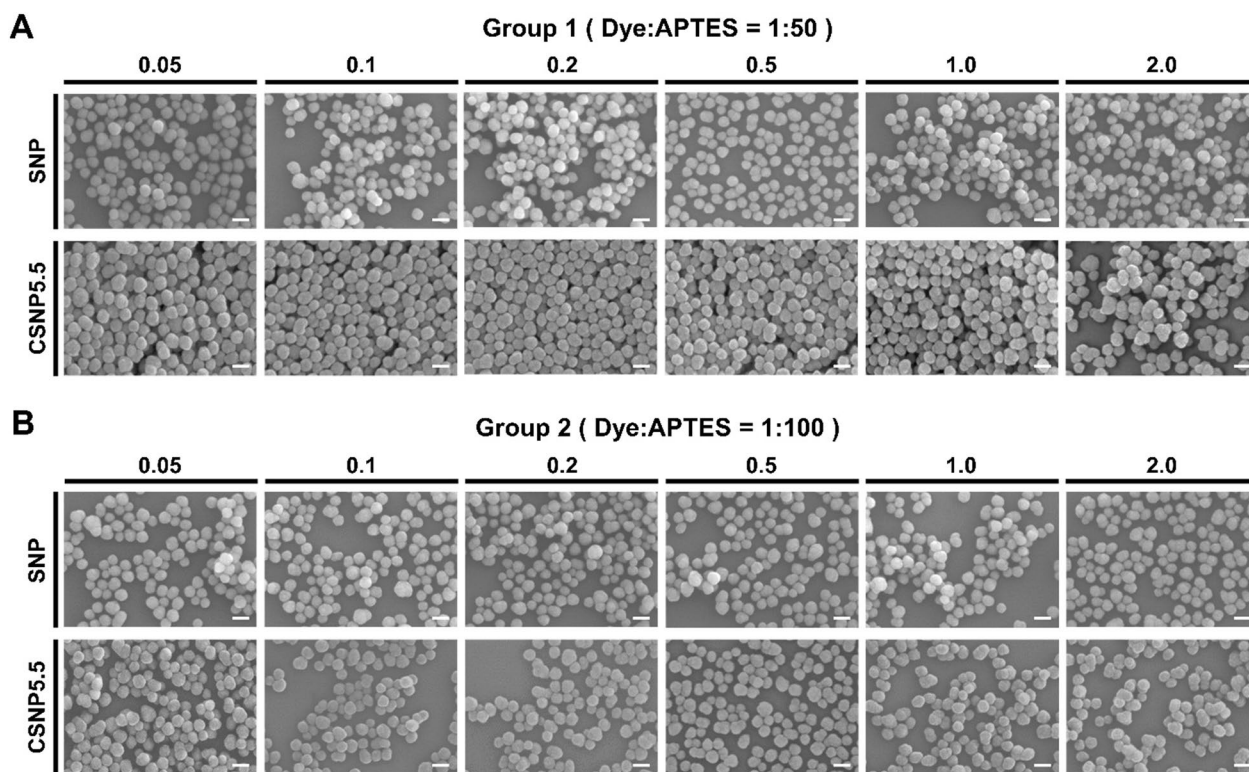 A
Group 1 ( Dye:APTES = 1:50 )
0.05 0.1 0.2 0.5 1.0 2.0
SNP
CSNP5.5
B
Group 2 ( Dye:APTES = 1:100 )
0.05 0.1 0.2 0.5 1.0 2.0
SNP
CSNP5.5